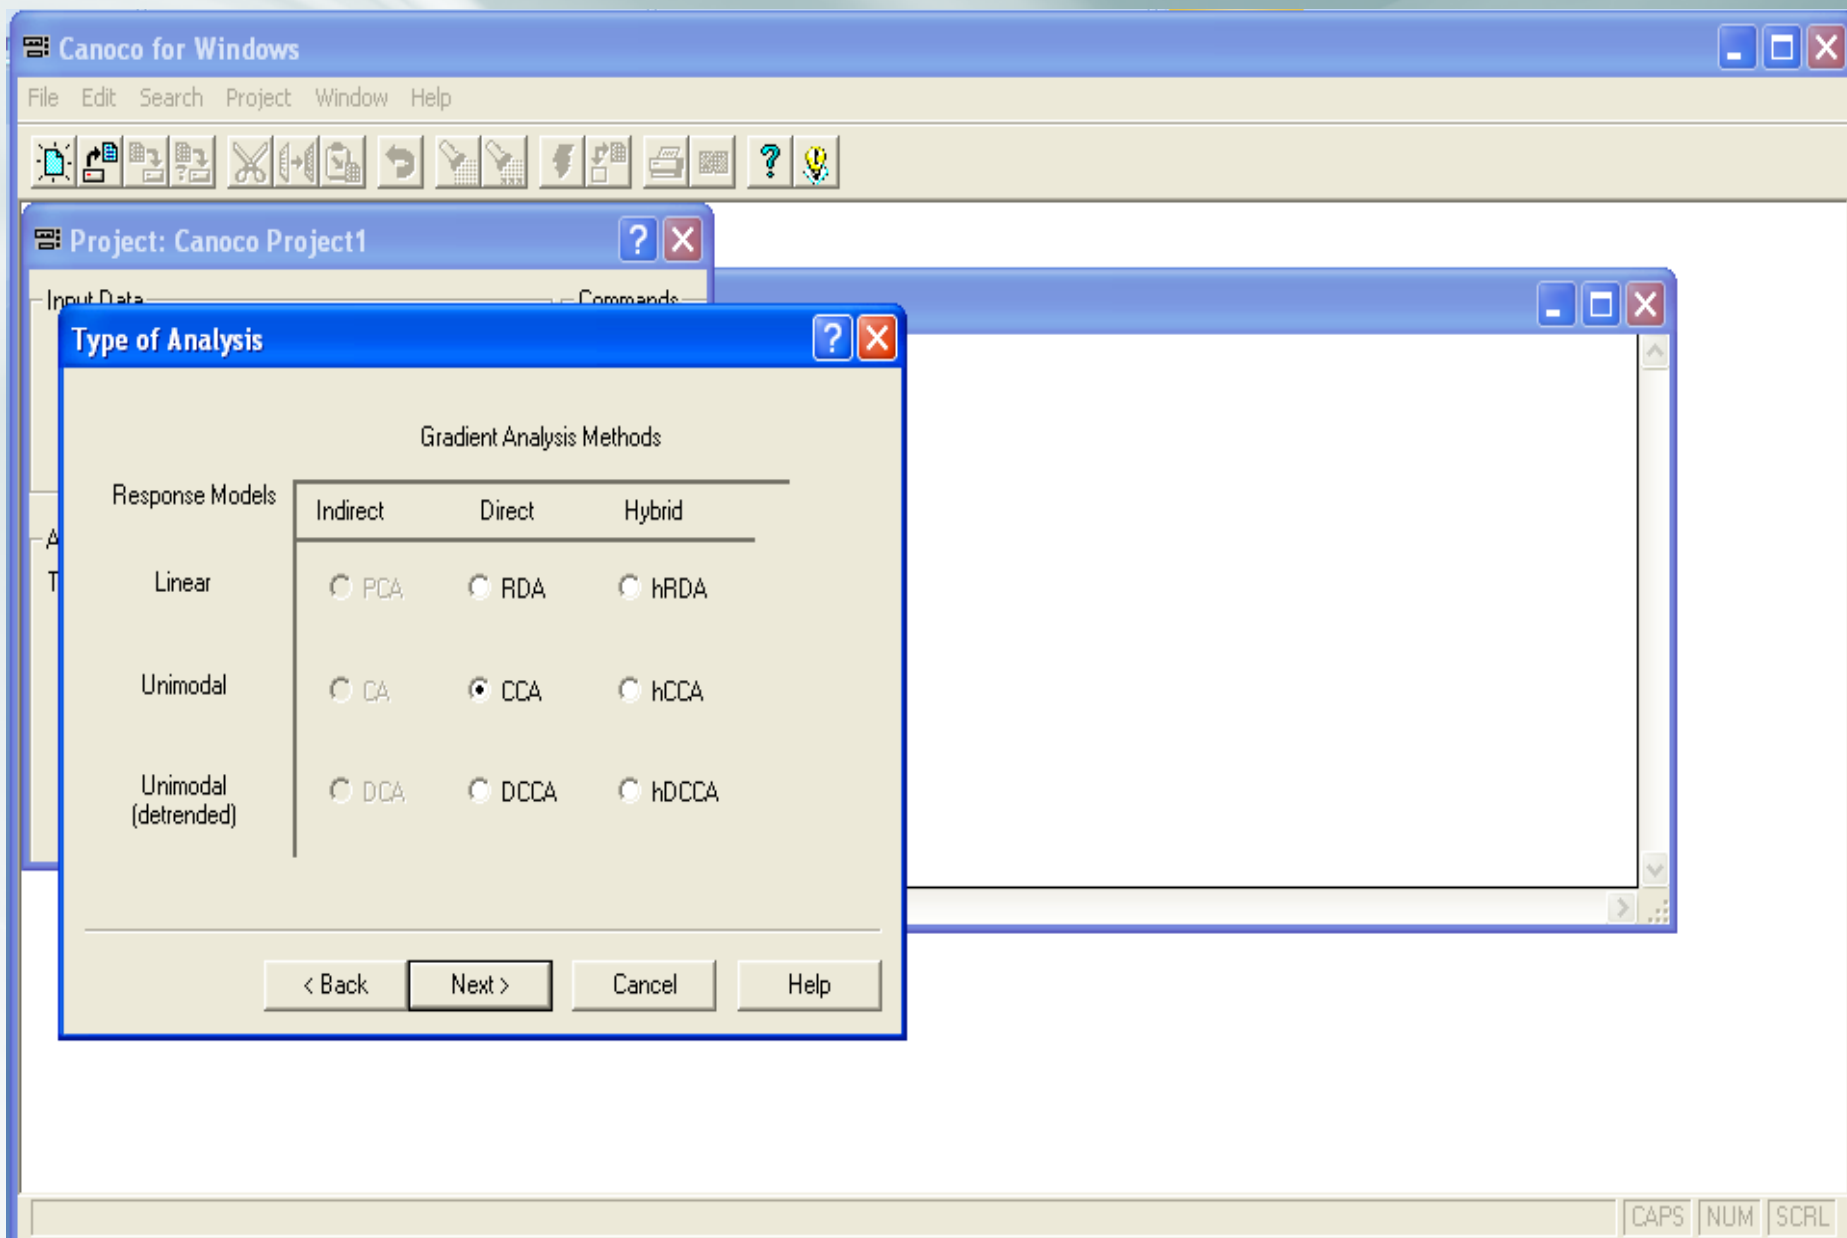 Canoco for Windows
File Edit Search Project Window Help
Project: Canoco Project1
Input Data
Commands
Type of Analysis
Gradient Analysis Methods
Response Models
Indirect Direct Hybrid
Linear PCA RDA hRDA
Unimodal CA CCA hCCA
Unimodal
(detrended) DCA DCCA hDCCA
< Back Next > Cancel Help
CAPS NUM SCRL